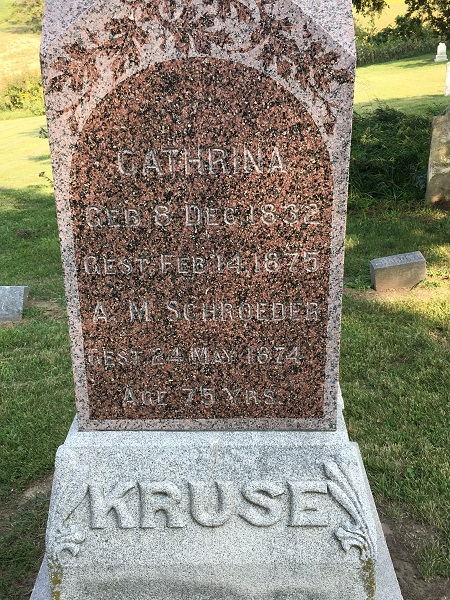 CATHRINA
GEB 8 DEC 1832
GEST FEB 14, 1875
A. M. SCHROEDER
GEST 24 MAY 1874
AGE 75 YRS
KRUSE